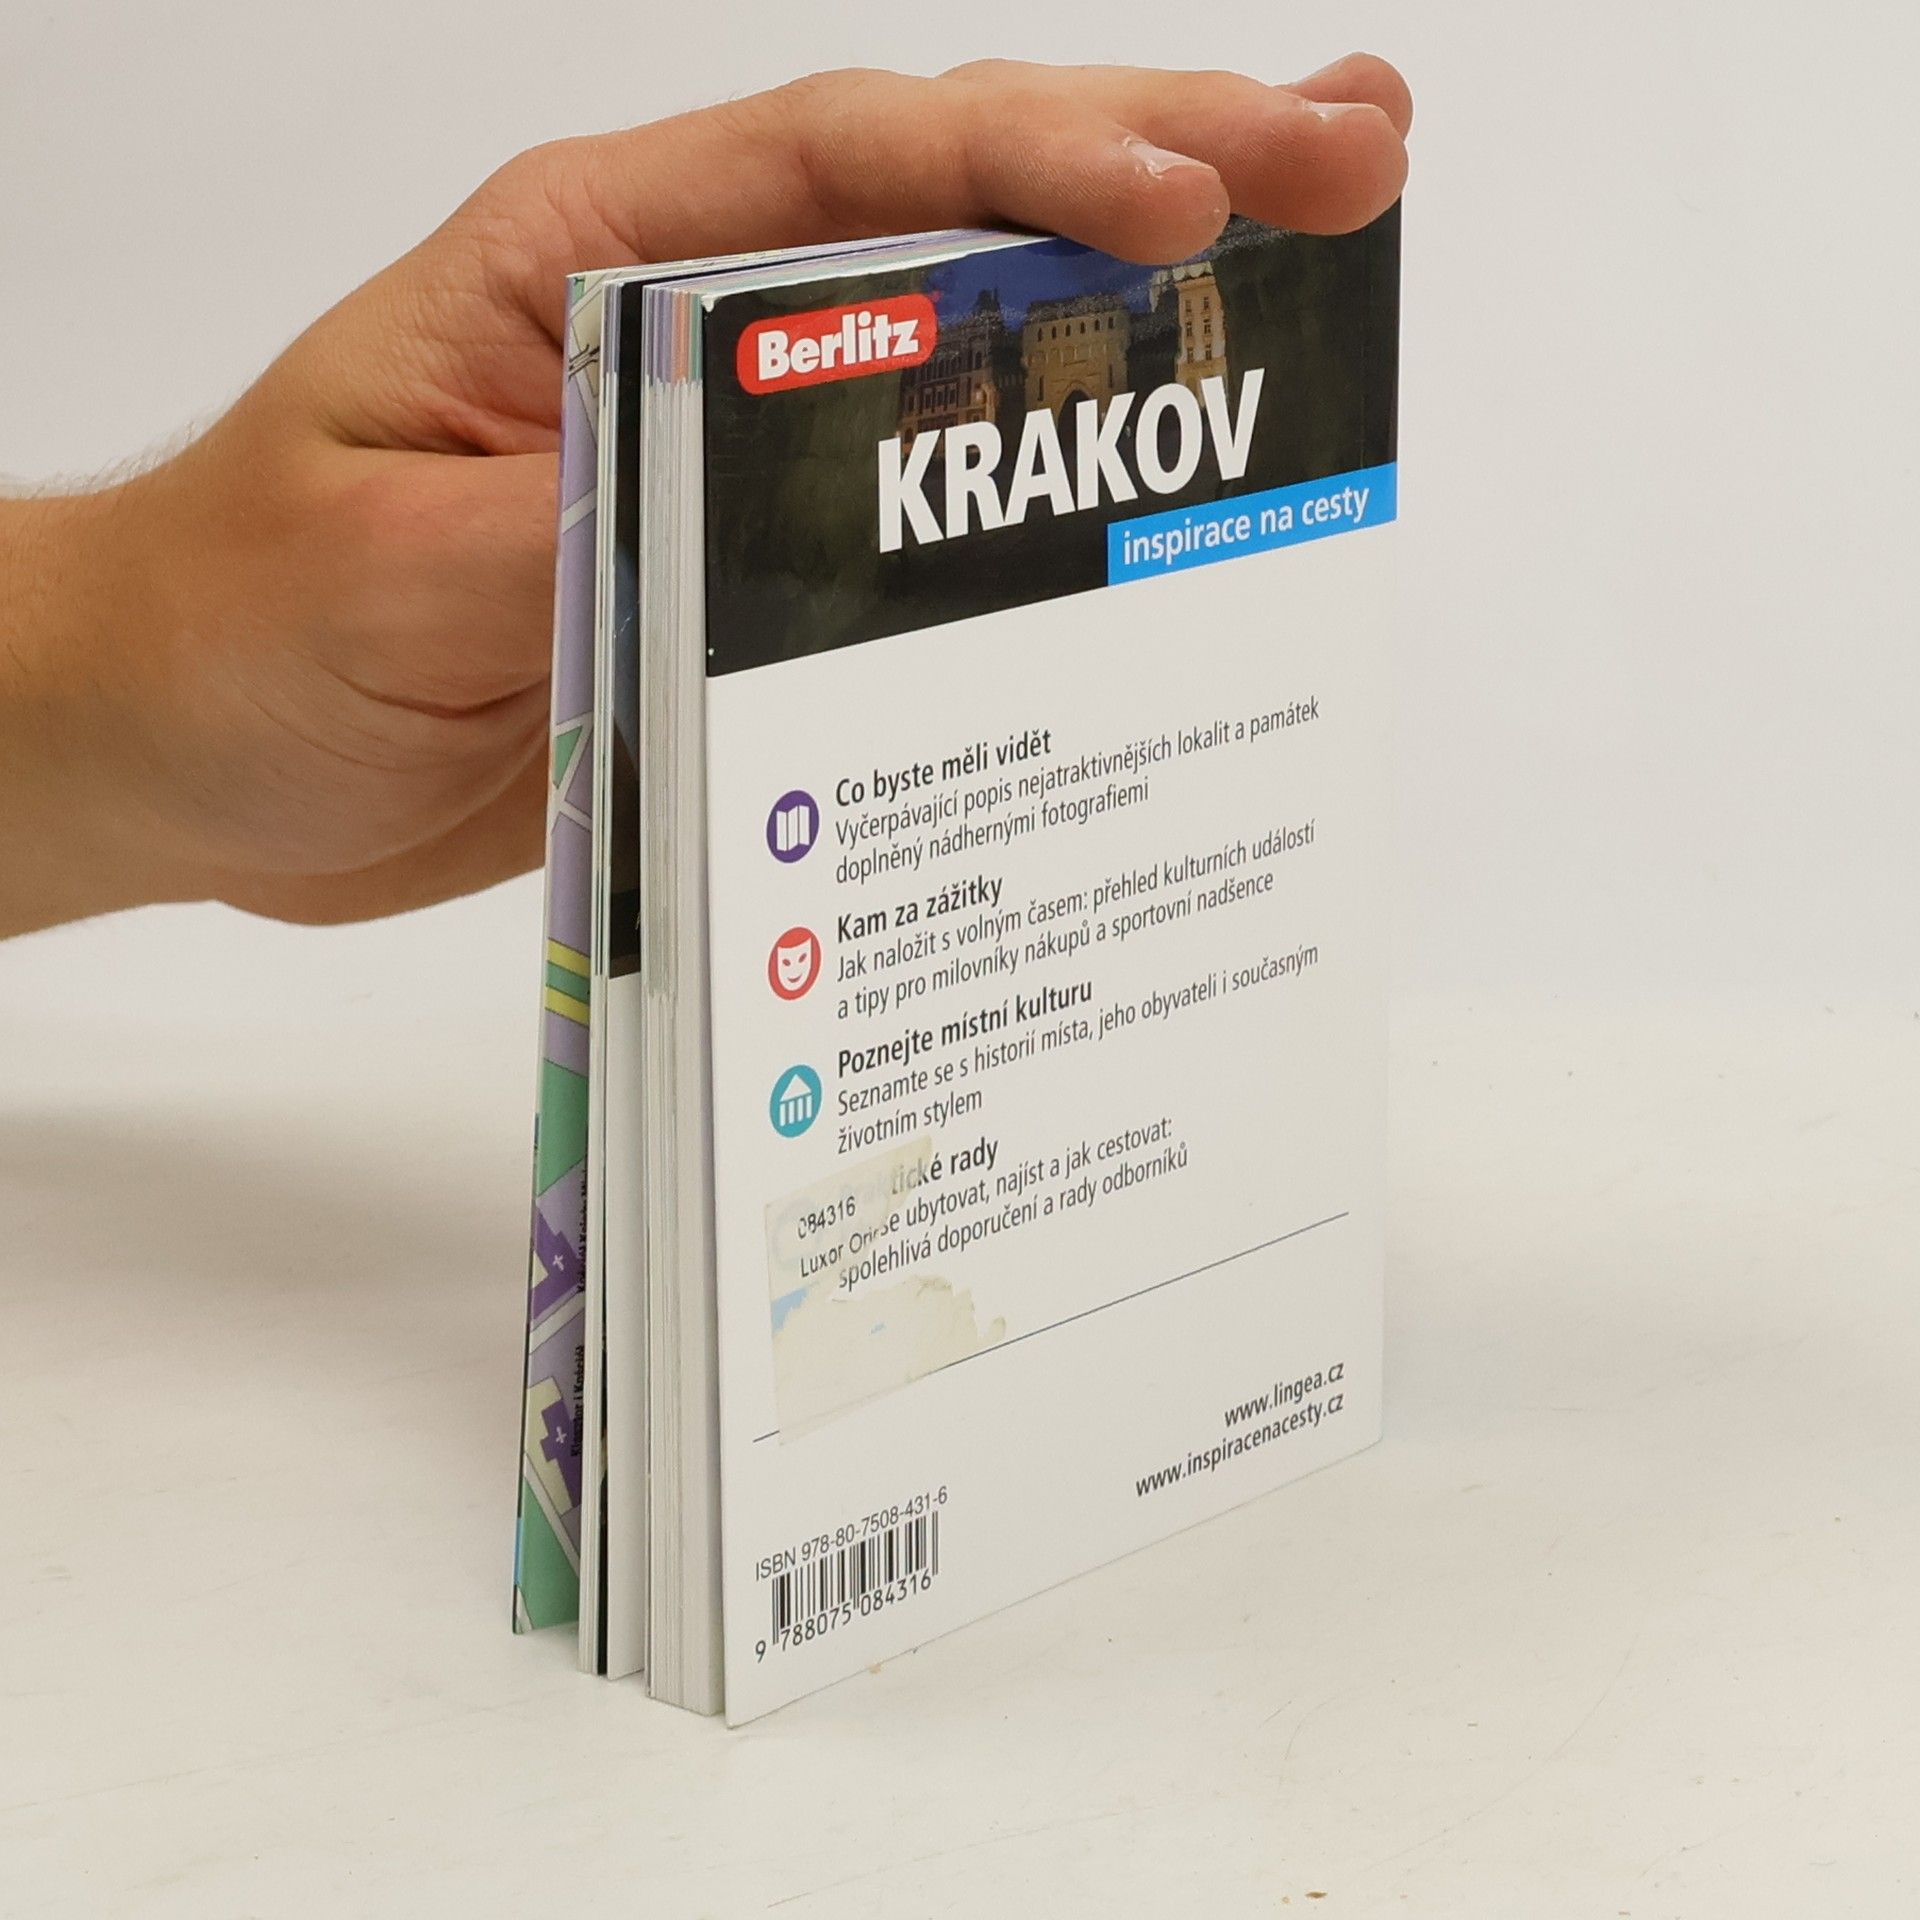 Berlitz
KRAKOV
inspirace na cesty
Co byste měli vidět
Vyčerpávající popis nejatraktivnějších lokalit a památek
doplněný nádhernými fotografiemi
Kam za zážitky
Jak naložit s volným časem: přehled kulturních událostí
a tipy pro milovníky nákupů a sportovní nadšence
Poznejte místní kulturu
Seznamte se s historií místa, jeho obyvateli i současným
životním stylem
tické rady
084316
se ubytovat, najíst a jak cestovat:
Luxor
spolehlivá doporučení a rady odborníků
www.lingea.cz
www.inspiracenacesty.cz
ISBN 978-80-7508-431-6
9 788075 084316